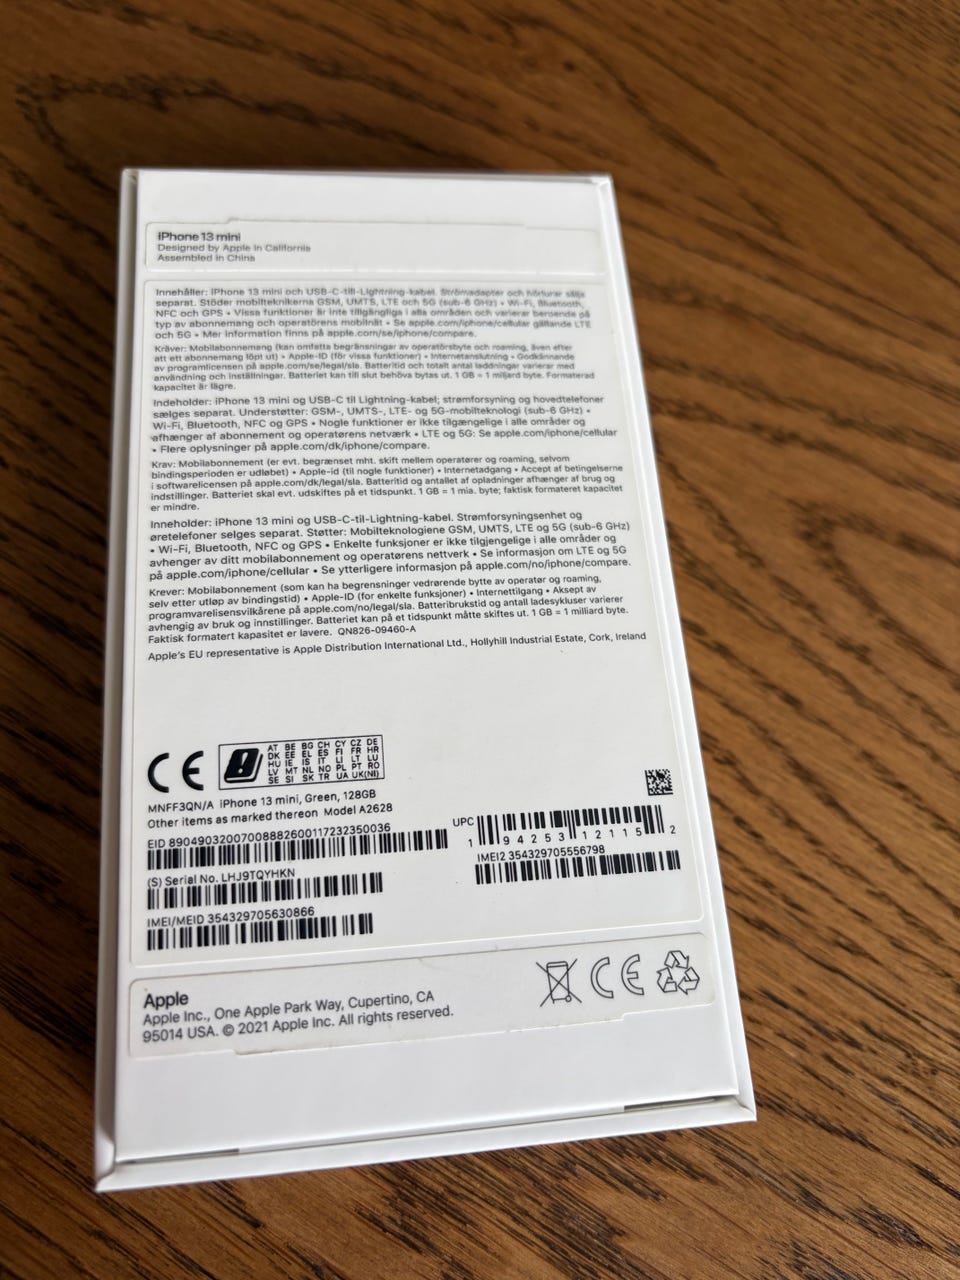 iPhone 13 mini
Designed by Apple in California
Assembled in China
Innehåller: iPhone 13 mini och USB-C-till-Lightning-kabel. Strömadapter och hörlurar säljs
separat. Stöder mobilteknikerna GSM, UMTS, LTE och 5G (sub-6 GHz) • Wi-Fi, Bluetooth,
NFC och GPS • Vissa funktioner är inte tillgängliga i alla områden och varierar beroende på
typ av abonnemang och operatörens mobilnät • Se apple.com/iphone/cellular gällande LTE
och 5G • Mer information finns på apple.com/se/iphone/compare.
Kräver: Mobilabonnemang (kan omfatta begränsningar av operatörsbyte och roaming, även efter
att ett abonnemang löpt ut) • Apple-ID (för vissa funktioner) • Internetanslutning • Godkännande
av programlicensen på apple.com/se/legal/sla. Batteritid och totalt antal laddningar varierar med
användning och inställningar. Batteriet kan till slut behöva bytas ut. 1 GB = 1 miljard byte. Formaterad
kapacitet är lägre.
Indeholder: iPhone 13 mini og USB-C til Lightning-kabel; strømforsyning og hovedtelefoner
sælges separat. Understøtter: GSM-, UMTS-, LTE- og 5G-mobilteknologi (sub-6 GHz) •
Wi-Fi, Bluetooth, NFC og GPS • Nogle funktioner er ikke tilgængelige i alle områder og
afhænger af abonnement og operatørens netværk • LTE og 5G: Se apple.com/iphone/cellular
• Flere oplysninger på apple.com/dk/iphone/compare.
Krav: Mobilabonnement (er evt. begrænset mht. skift mellem operatører og roaming, selvom
bindingsperioden er udløbet) • Apple-id (til nogle funktioner) • Internetadgang • Accept af betingelserne
i softwarelicensen på apple.com/dk/legal/sla. Batteritid og antallet af opladninger afhænger af brug og
indstillinger. Batteriet skal evt. udskiftes på et tidspunkt. 1 GB = 1 mia. byte; faktisk formateret kapacitet
er mindre.
Inneholder: iPhone 13 mini og USB-C-til-Lightning-kabel. Strømforsyningsenhet og
øretelefoner selges separat. Støtter: Mobilteknologiene GSM, UMTS, LTE og 5G (sub-6 GHz)
• Wi-Fi, Bluetooth, NFC og GPS • Enkelte funksjoner er ikke tilgjengelige i alle områder og
avhenger av ditt mobilabonnement og operatørens nettverk • Se informasjon om LTE og 5G
på apple.com/iphone/cellular • Se ytterligere informasjon på apple.com/no/iphone/compare.
Krever: Mobilabonnement (som kan ha begrensninger vedrørende bytte av operatør og roaming,
selv etter utløp av bindingstid) • Apple-ID (for enkelte funksjoner) • Internettilgang • Aksept av
programvarelisensvilkårene på apple.com/no/legal/sla. Batteribrukstid og antall ladesykluser varierer
avhengig av bruk og innstillinger. Batteriet kan på et tidspunkt måtte skiftes ut. 1 GB = 1 milliard byte.
Faktisk formatert kapasitet er lavere. QN826-09460-A
Apple's EU representative is Apple Distribution International Ltd., Hollyhill Industrial Estate, Cork, Ireland
CE
AT BE BG CH CY CZ DE
DK EE EL ES FI FR HR
HU IE IS IT LI LT LU
LV MT NL NO PL PT RO
SE SI SK TR UA UK(NI)
MNFF3QN/A iPhone 13 mini, Green, 128GB
Other items as marked thereon Model A2628
EID 89049032007008882600117232350036
UPC
1 94253 12115 2
(S) Serial No. LHJ9TQYHKN
IMEI2 354329705556798
IMEI/MEID 354329705630866
Apple
Apple Inc., One Apple Park Way, Cupertino, CA
95014 USA. © 2021 Apple Inc. All rights reserved.
CE